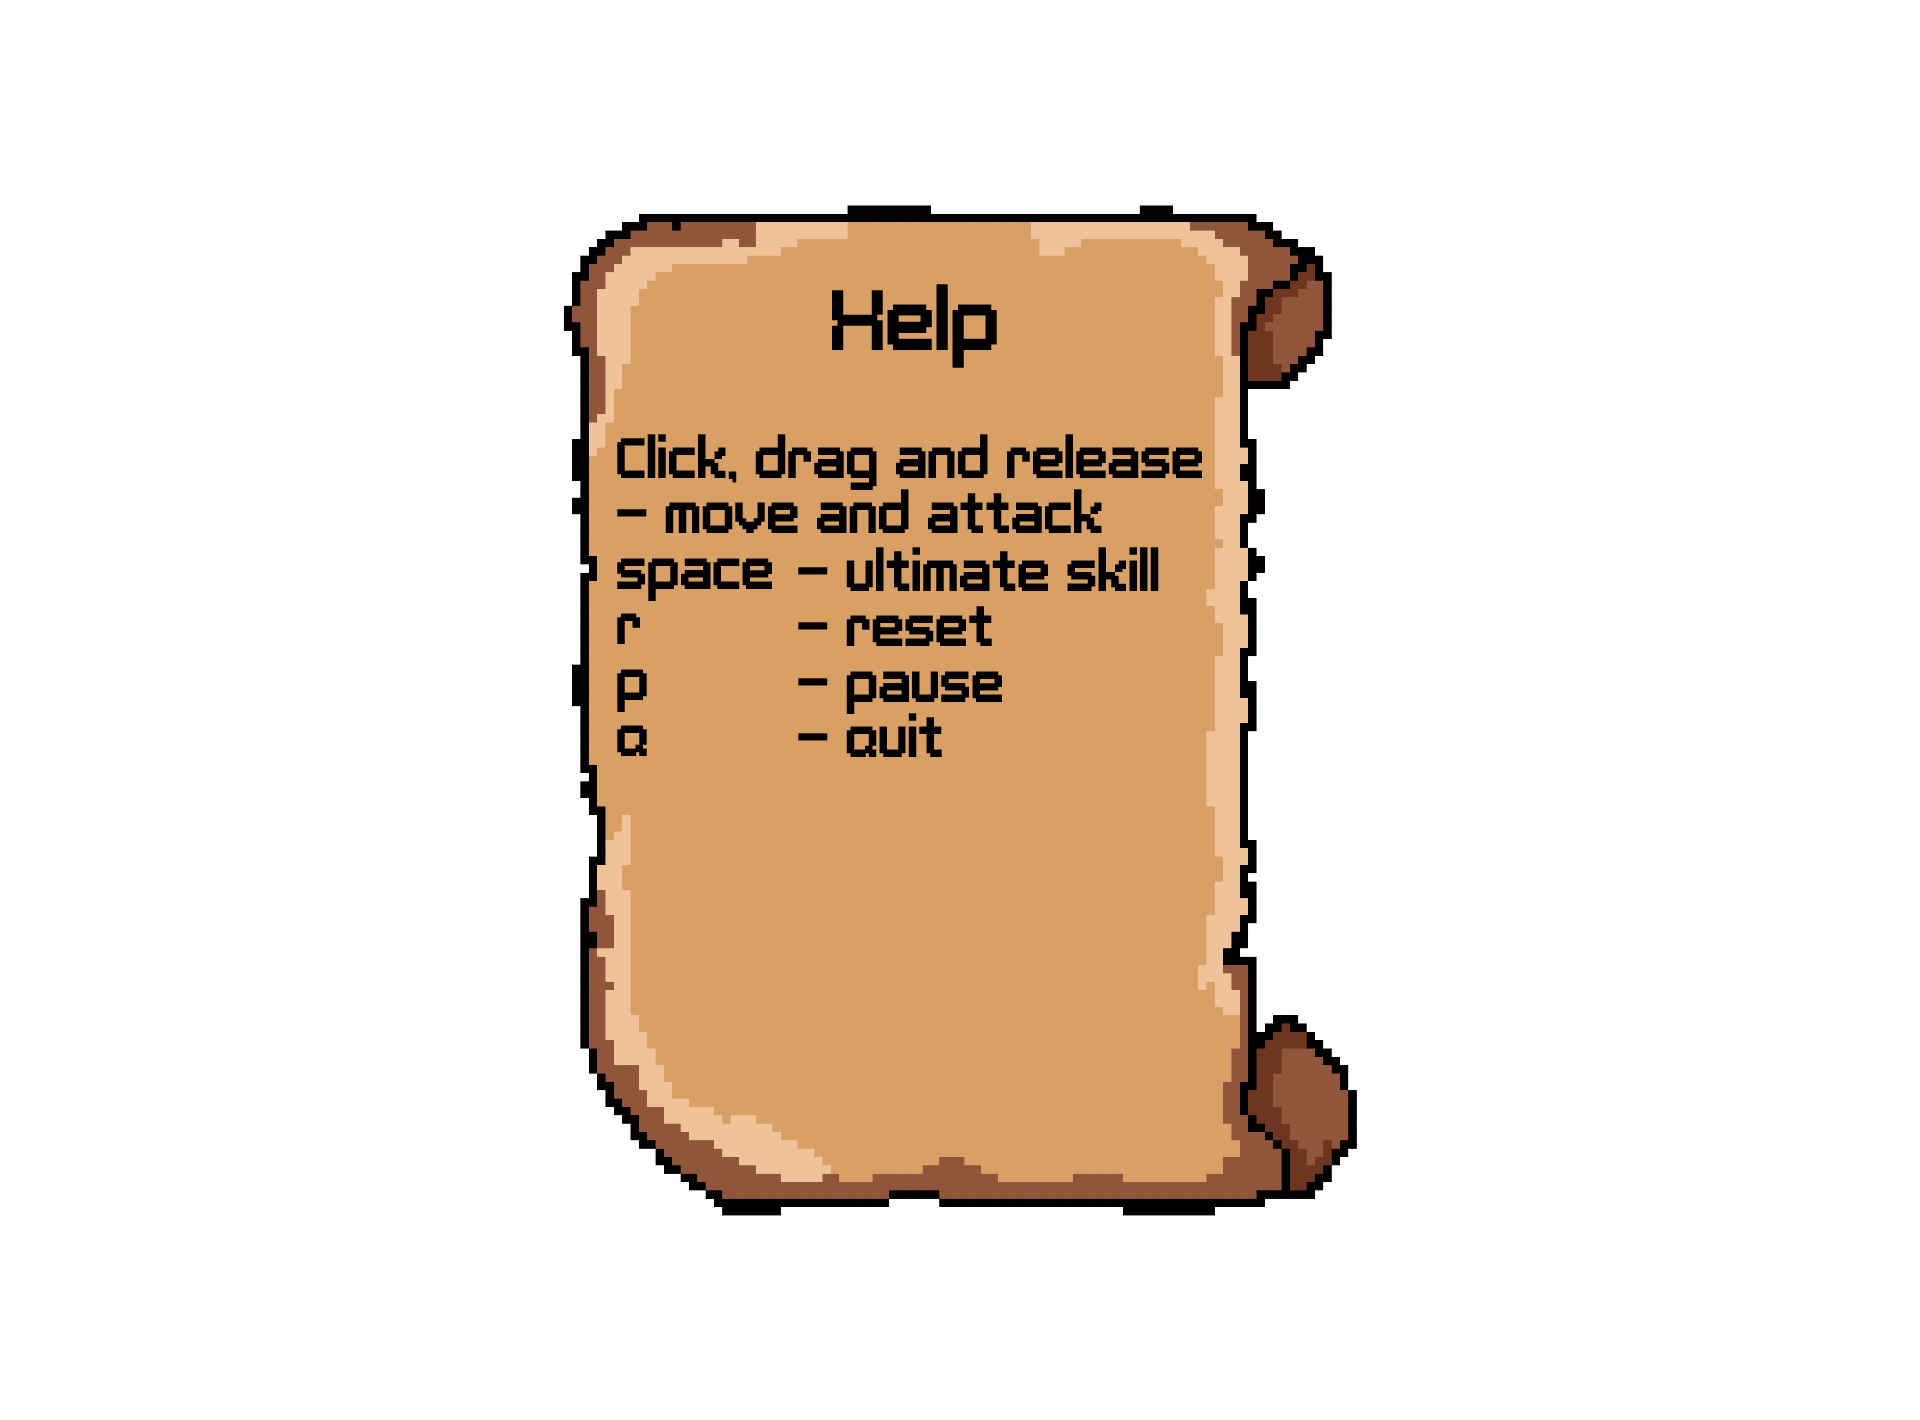 Help
Click, drag and release
- move and attack
space - ultimate skill
r - reset
p - pause
q - quit